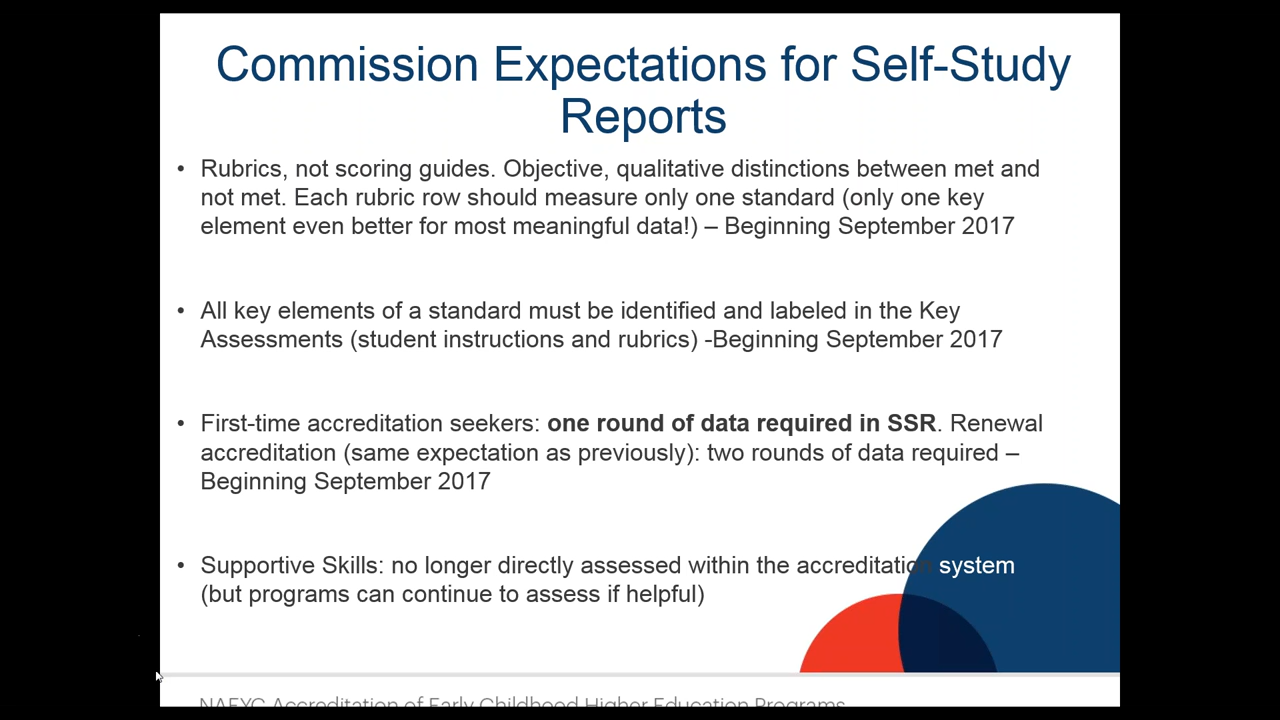 Commission Expectations for Self-Study
Reports
• Rubrics, not scoring guides. Objective, qualitative distinctions between met and
not met. Each rubric row should measure only one standard (only one key
element even better for most meaningful data!) – Beginning September 2017
• All key elements of a standard must be identified and labeled in the Key
Assessments (student instructions and rubrics) -Beginning September 2017
• First-time accreditation seekers: one round of data required in SSR. Renewal
accreditation (same expectation as previously): two rounds of data required –
Beginning September 2017
• Supportive Skills: no longer directly assessed within the accreditation system
(but programs can continue to assess if helpful)
NAEYC Accreditation of Early Childhood Higher Education Programs